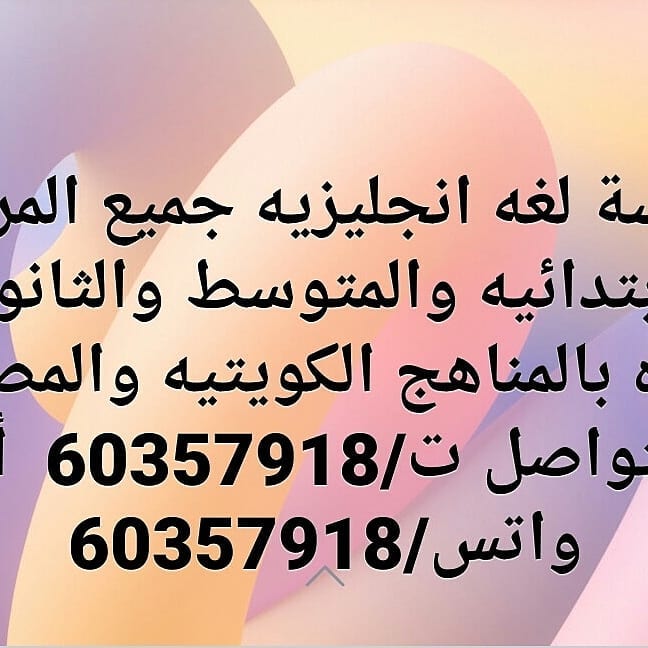 لغه انجليزيه جميع
والمتوسط
بالمناهج الكويتيه
ت/60357918
واتس/60357918